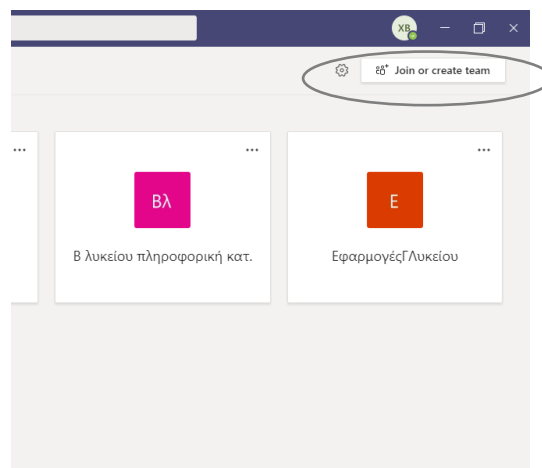 XB
Join or create team
...
...
...
Βλ
Ε
Β λυκείου πληροφορική κατ.
ΕφαρμογέςΓΛυκείου